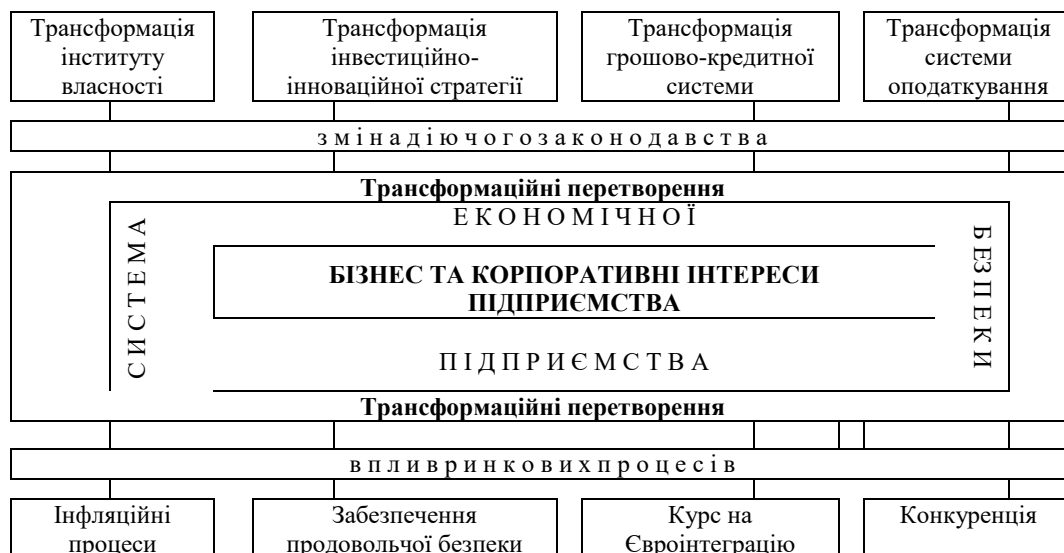 Трансформація
інституту
власності
Трансформація
інвестиційно-
інноваційної стратегії
Трансформація
грошово-кредитної
системи
Трансформація
системи
оподаткування
з м і н а д і ю ч о г о з а к о н о д а в с т в а
Трансформаційні перетворення
Е К О Н О М І Ч Н О Ї
С И С Т Е М А
БІЗНЕС ТА КОРПОРАТИВНІ ІНТЕРЕСИ
ПІДПРИЄМСТВА
Б Е З П Е К И
П І Д П Р И Є М С Т В А
Трансформаційні перетворення
в п л и в р и н к о в и х п р о ц е с і в
Інфляційні
процеси
Забезпечення
продовольчої безпеки
Курс на
Євроінтеграцію
Конкуренція